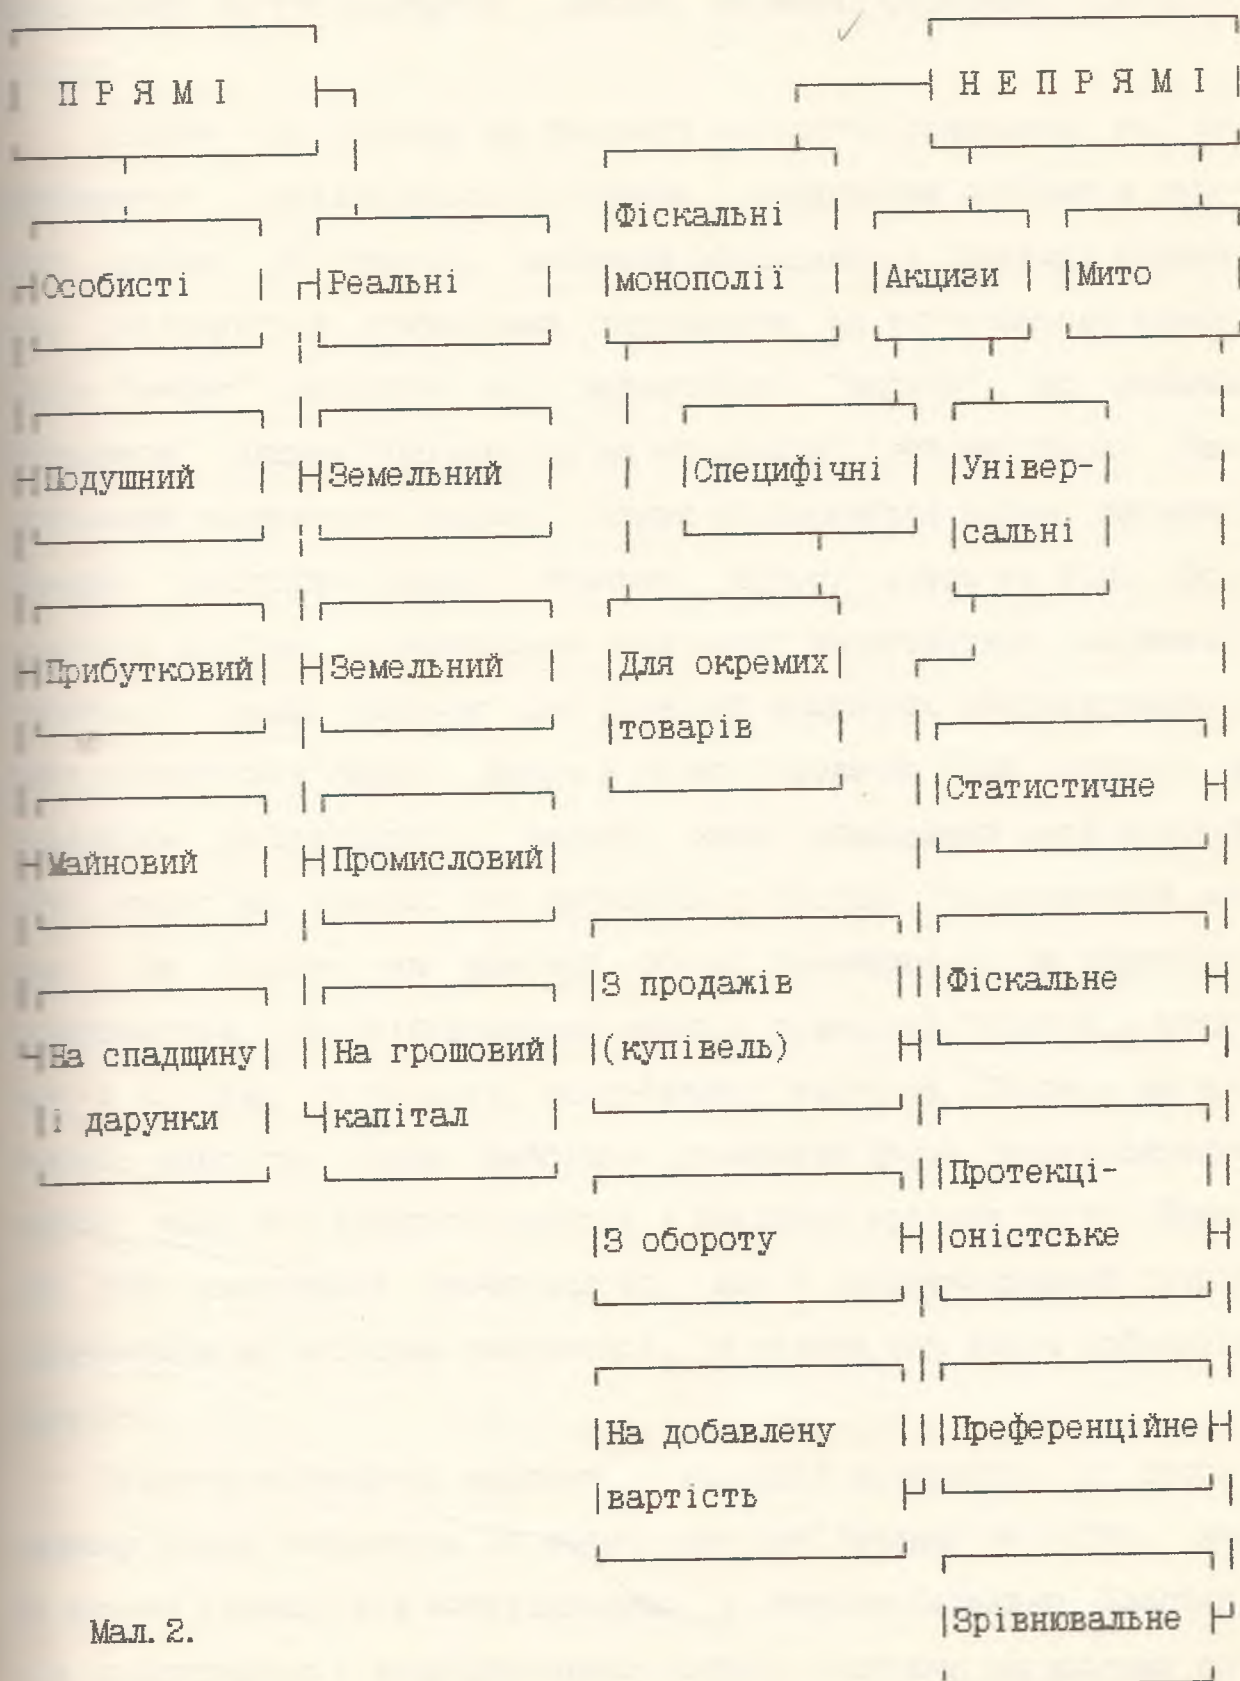 П Р Я М І
Н Е П Р Я М І
Особисті
Реальні
Фіскальні
монополії
Акцизи
Мито
Подушний
Земельний
Специфічні
Універ-
сальні
Прибутковий
Земельний
Для окремих
товарів
Статистичне
Майновий
Промисловий
З продажів
(купівель)
Фіскальне
На спадщину
і дарунки
На грошовий
капітал
Протекці-
оністське
З обороту
На добавлену
вартість
Преференційне
Зрівнювальне
Мал. 2.